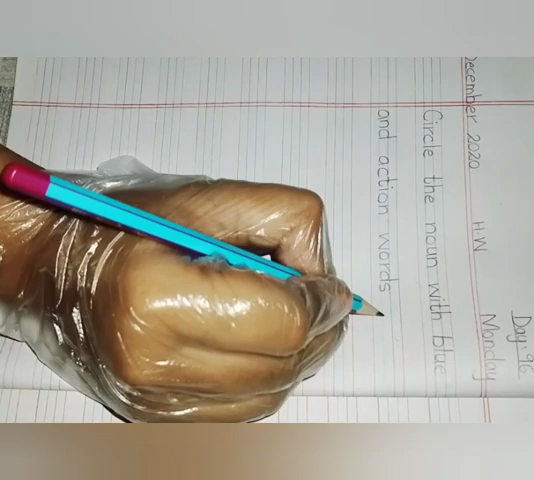 Day:96
December 2020 H.W Monday
Circle the noun with blue
and action words